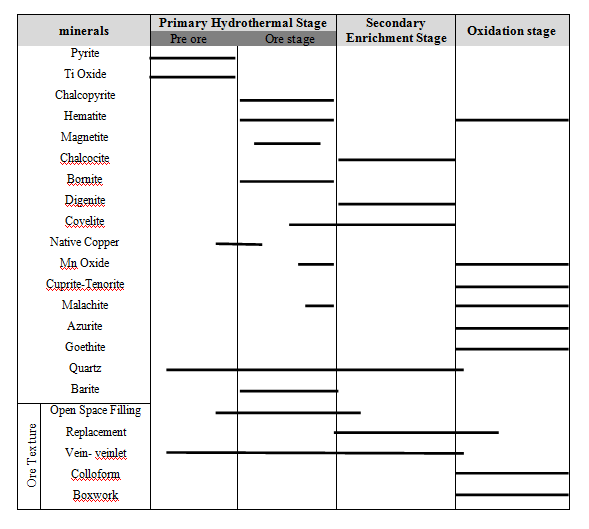 minerals
Primary Hydrothermal Stage
Secondary
Enrichment Stage
Oxidation stage
Pre ore
Ore stage
Pyrite
Ti Oxide
Chalcopyrite
Hematite
Magnetite
Chalcocite
Bornite
Digenite
Covelite
Native Copper
Mn Oxide
Cuprite-Tenorite
Malachite
Azurite
Goethite
Quartz
Barite
Ore Texture
Open Space Filling
Replacement
Vein- veinlet
Colloform
Boxwork